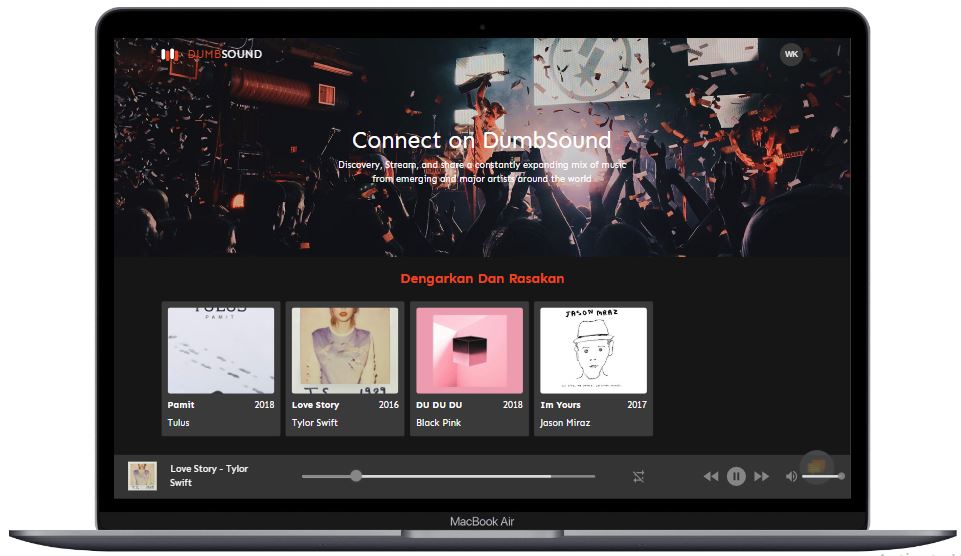 DUMBSOUND
WK
Connect on DumbSound
Discovery, Stream, and share a constantly expanding mix of music
from emerging and major artists around the world
Dengarkan Dan Rasakan
TULUS
PAMIT
T.S. 1989
JASON MRAZ
Pamit 2018
Tulus
Love Story 2016
Tylor Swift
DU DU DU 2018
Black Pink
Im Yours 2017
Jason Miraz
Love Story - Tylor
Swift
MacBook Air